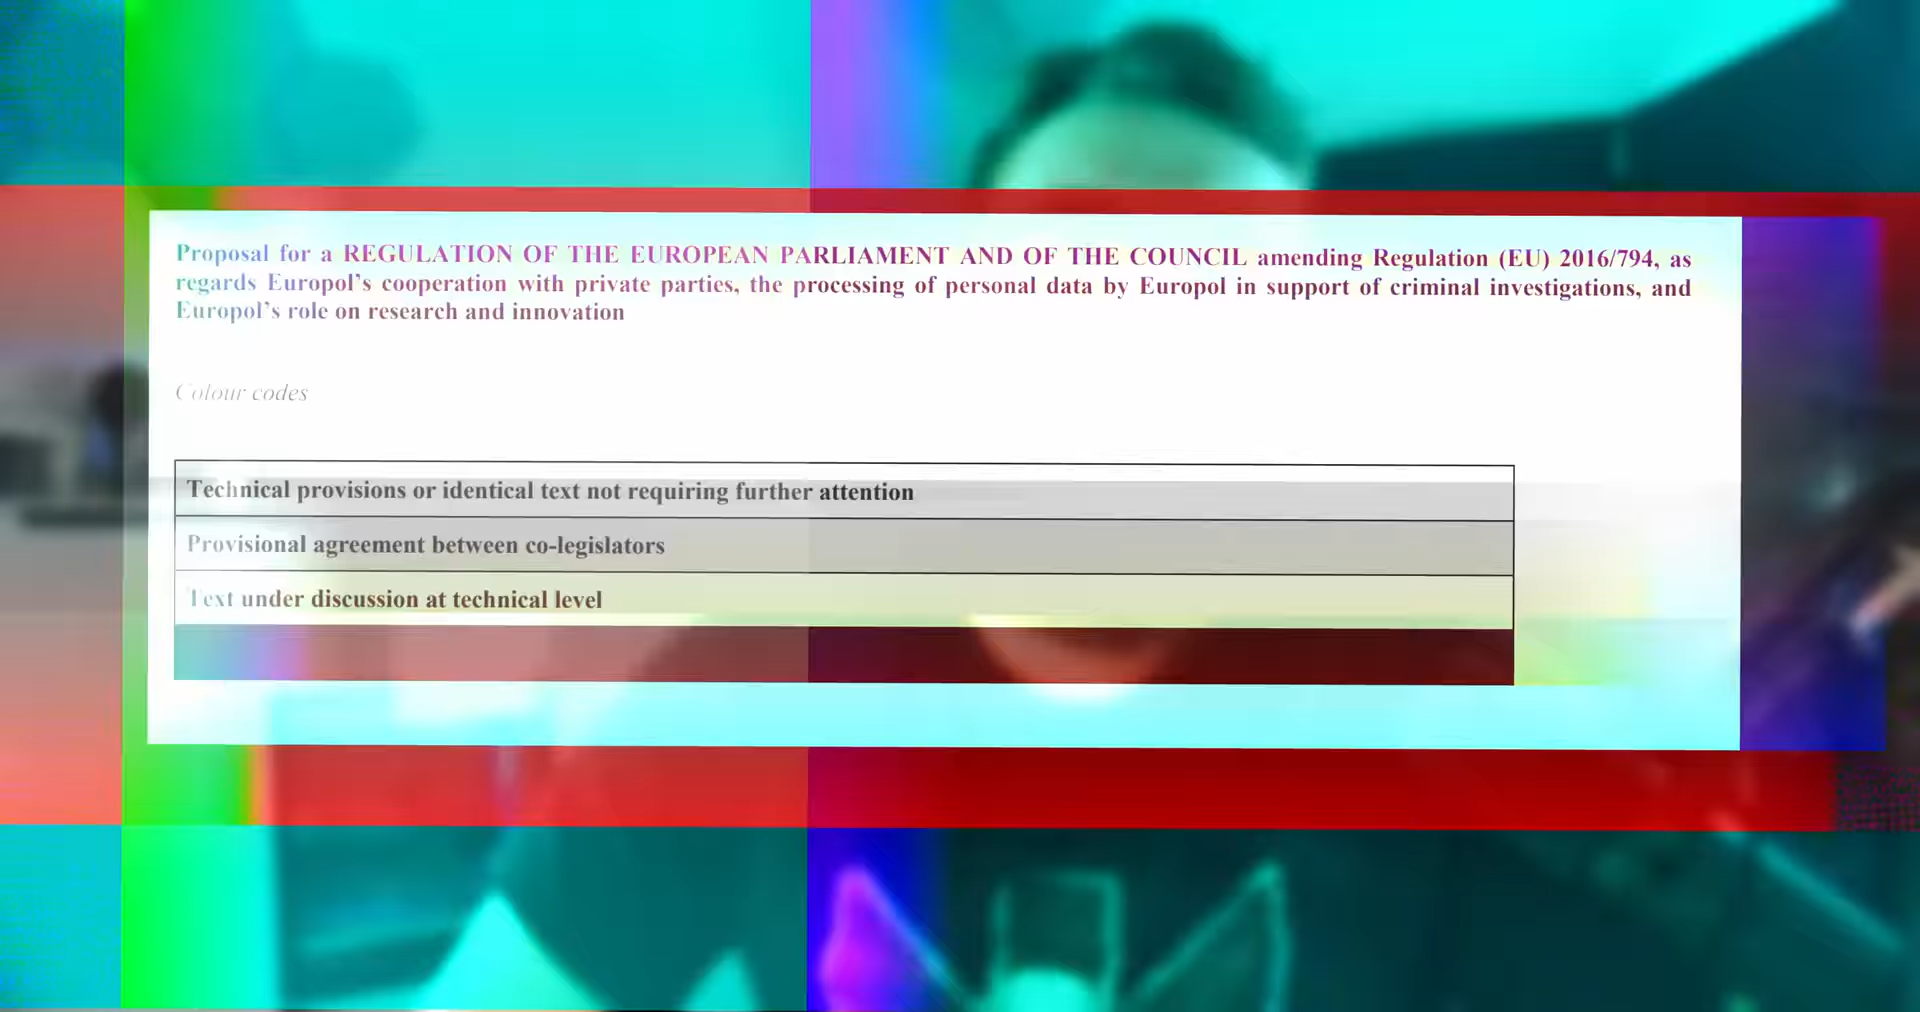 Proposal for a REGULATION OF THE EUROPEAN PARLIAMENT AND OF THE COUNCIL amending Regulation (EU) 2016/794, as
regards Europol’s cooperation with private parties, the processing of personal data by Europol in support of criminal investigations, and
Europol’s role on research and innovation
Colour codes
Technical provisions or identical text not requiring further attention
Provisional agreement between co-legislators
Text under discussion at technical level